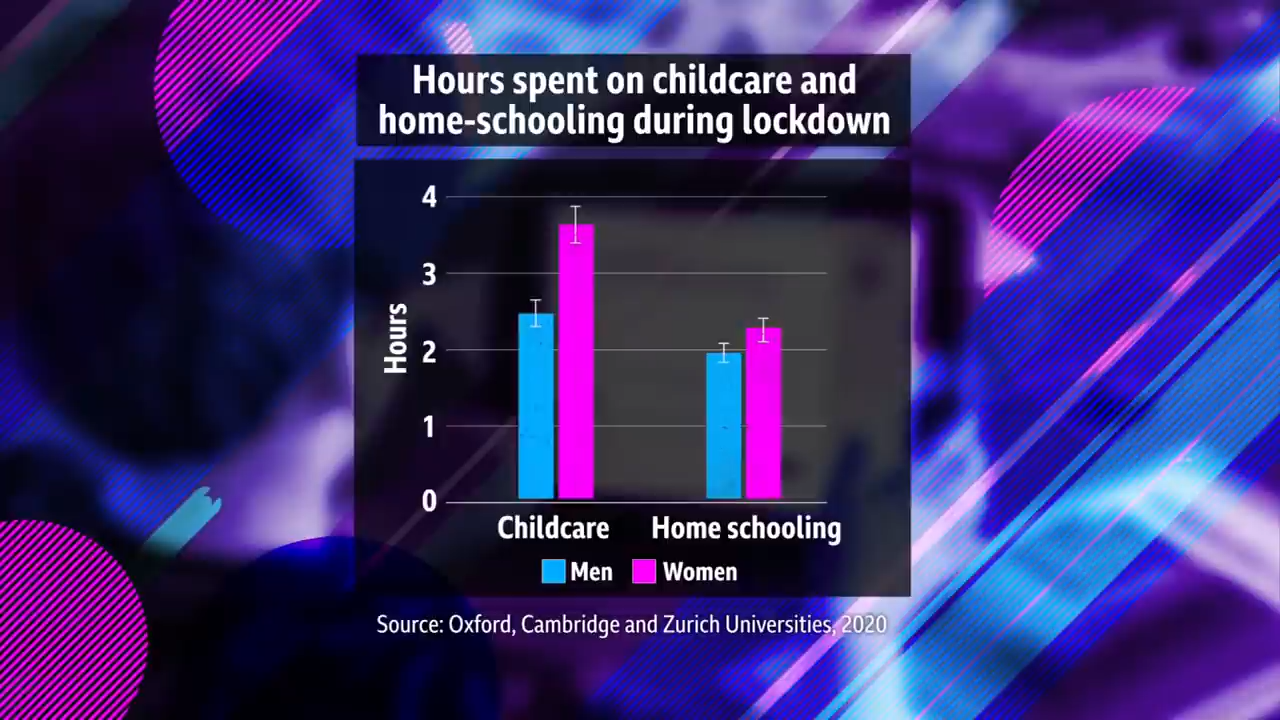 Hours spent on childcare and
home-schooling during lockdown
4
3
2
1
0
Hours
Childcare Home schooling
Men Women
Source: Oxford, Cambridge and Zurich Universities, 2020